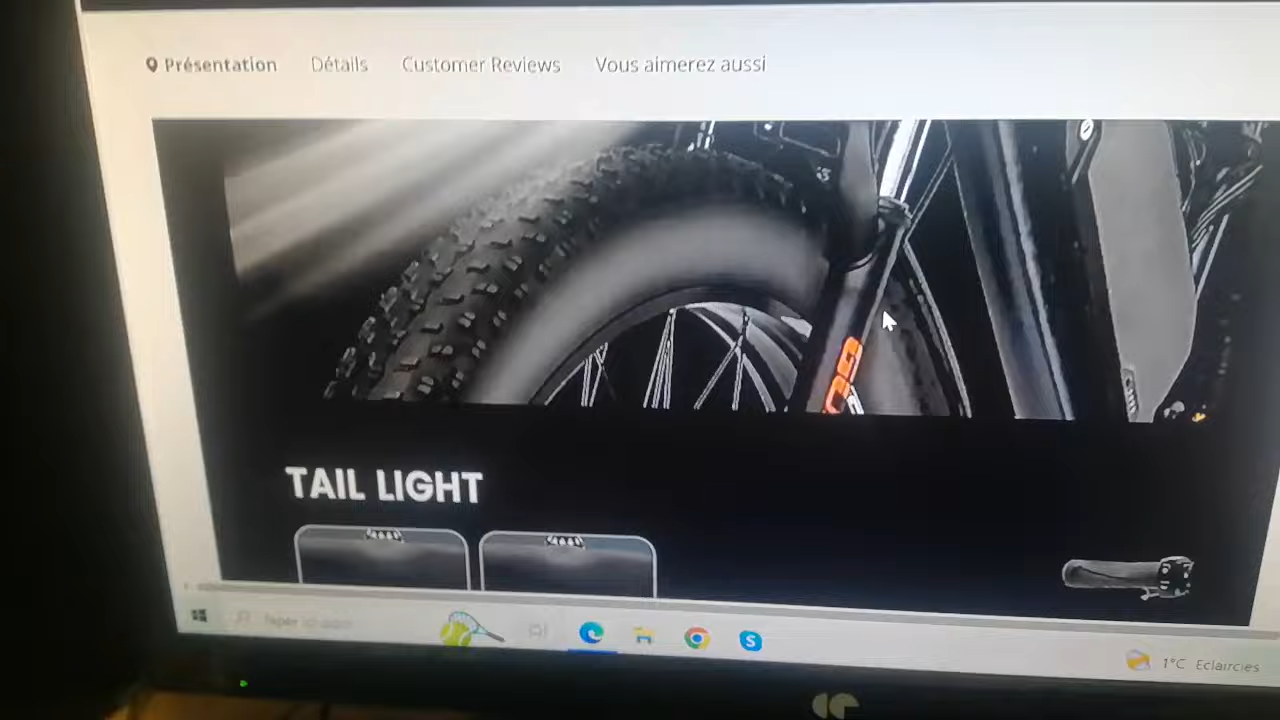 Présentation Détails Customer Reviews Vous aimerez aussi
TAIL LIGHT
1°C Eclaircies